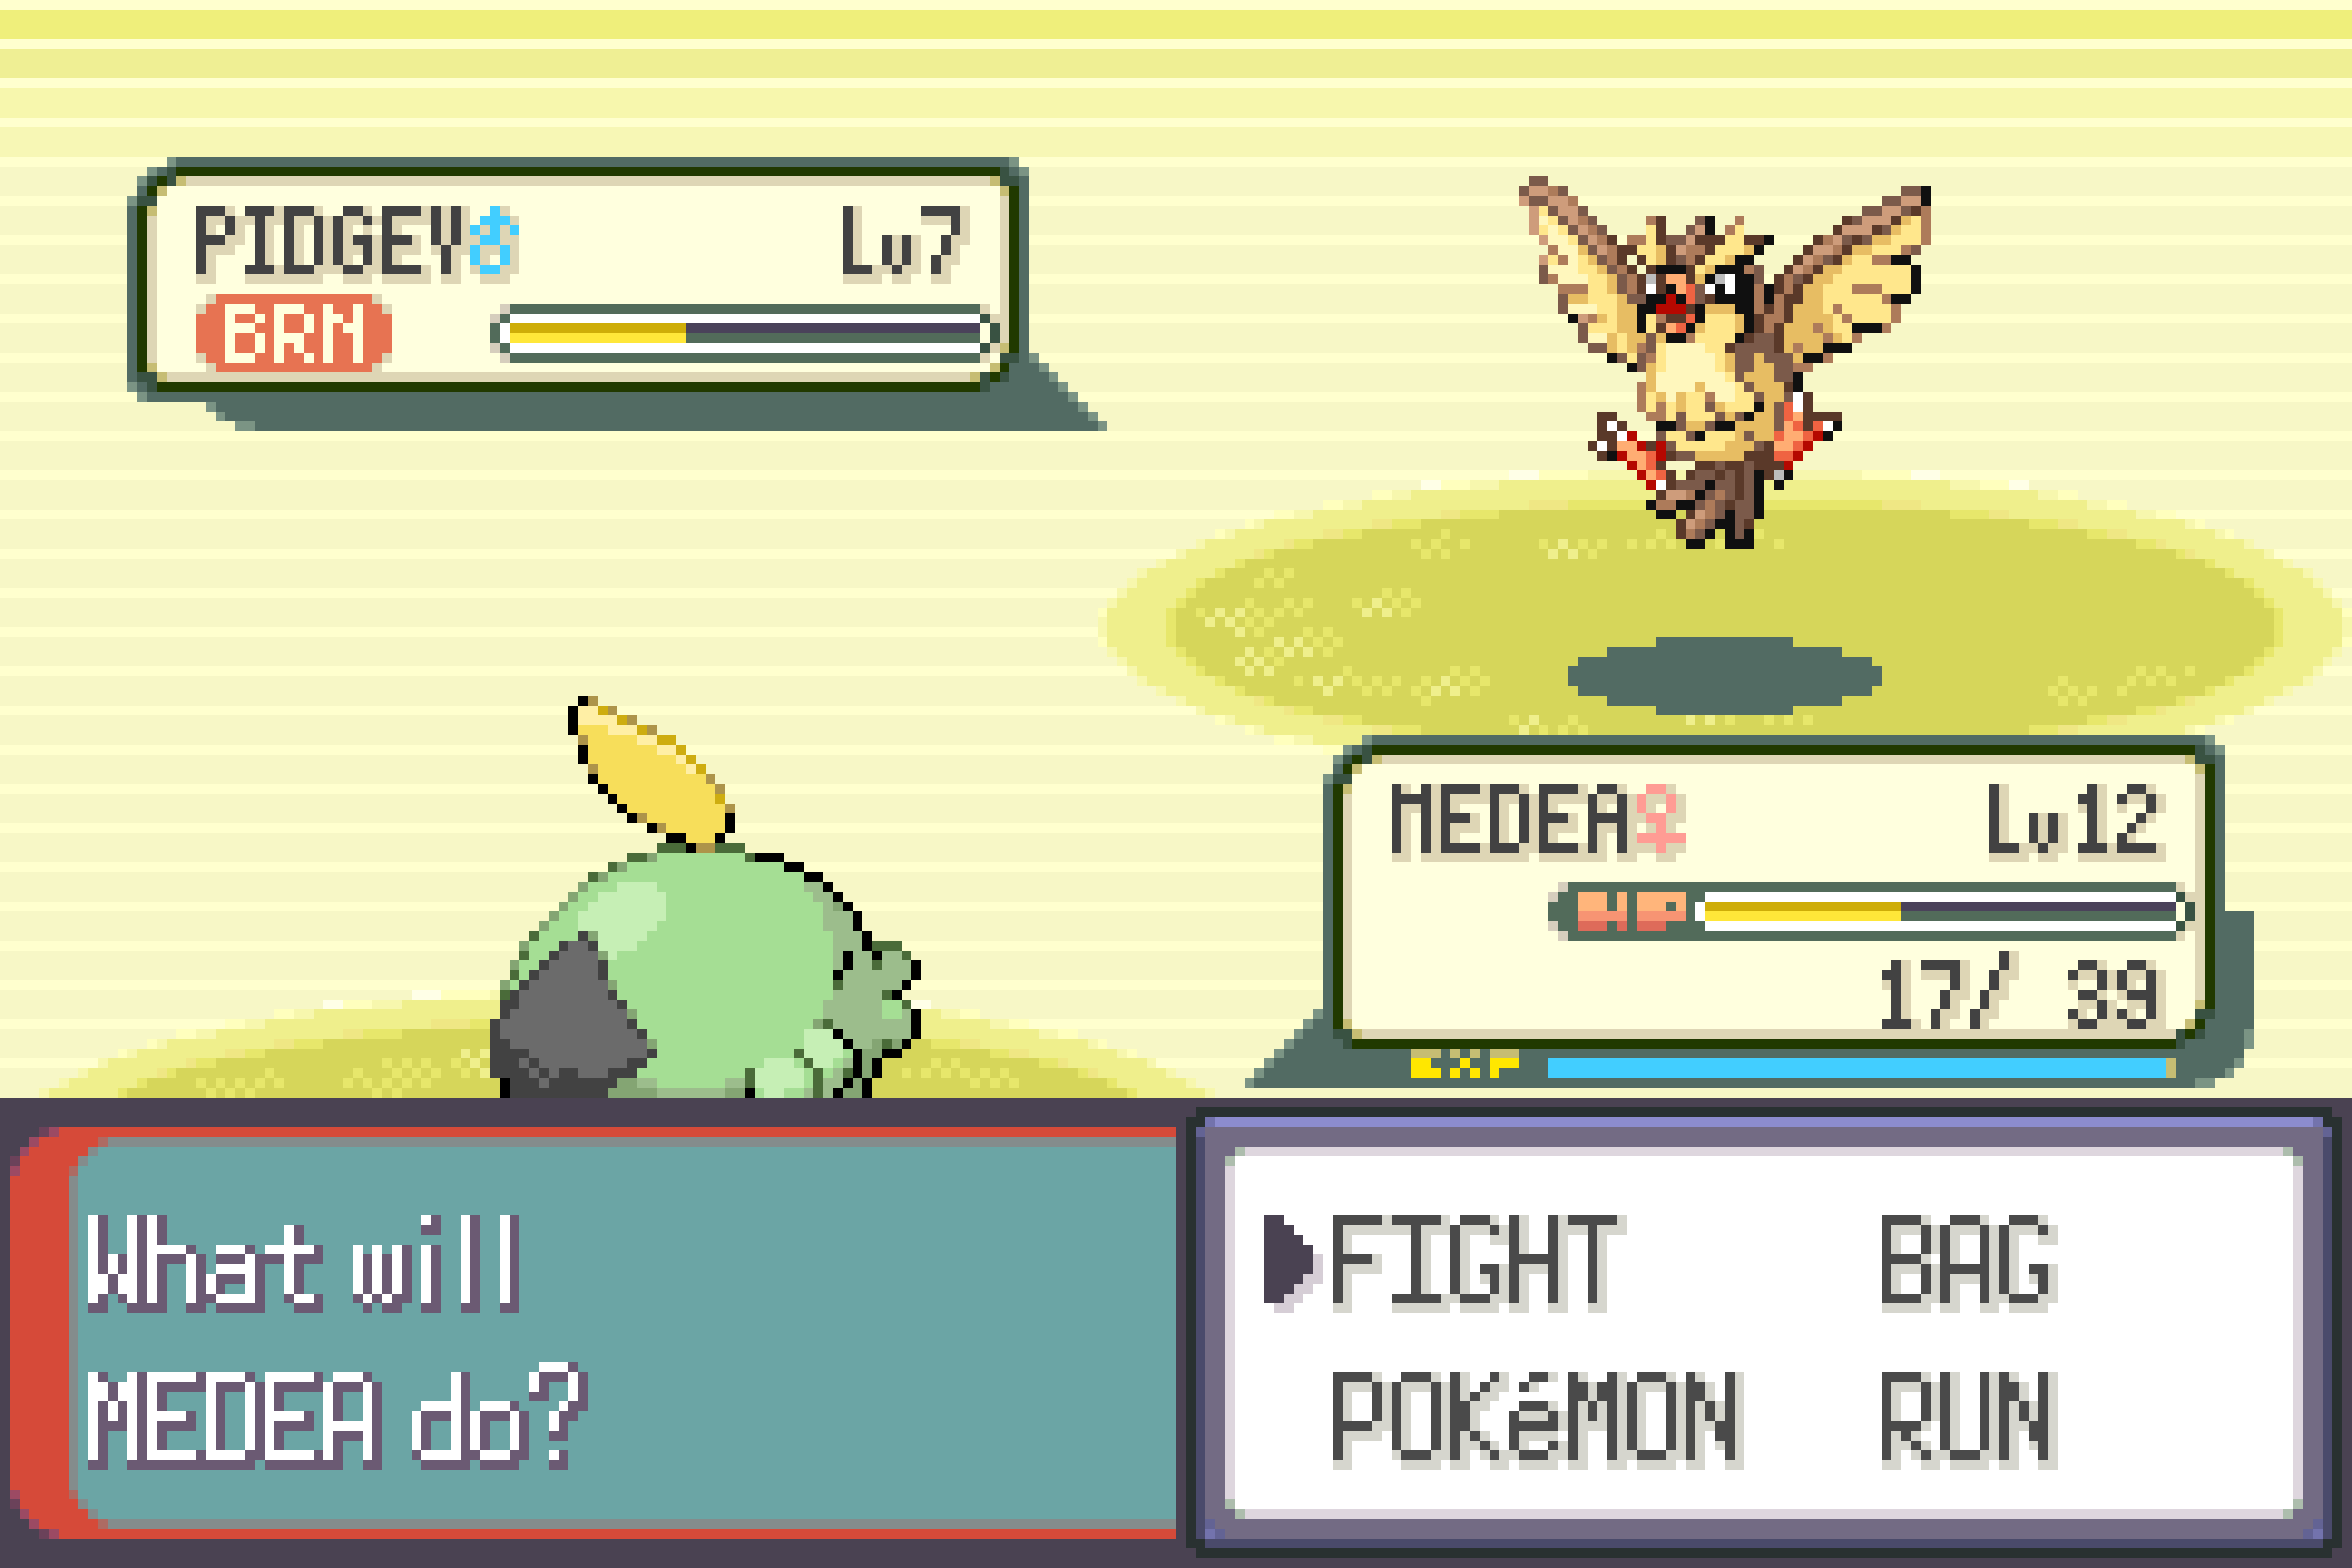 PIDGEY♂ Lv7
BRN
MEDEA♀ Lv12
HP
17/ 39
EXP
What will
MEDEA do?
FIGHT BAG
POKéMON RUN